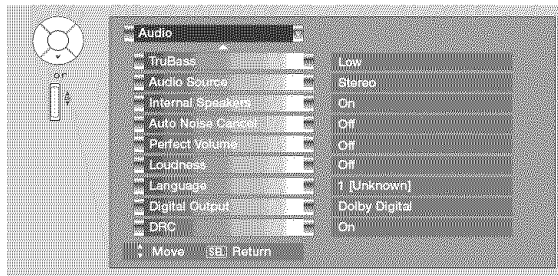 Audio
or
TruBass Low
Audio Source Stereo
Internal Speakers On
Auto Noise Cancel Off
Perfect Volume Off
Loudness Off
Language 1 [Unknown]
Digital Output Dolby Digital
DRC On
Move SEL Return